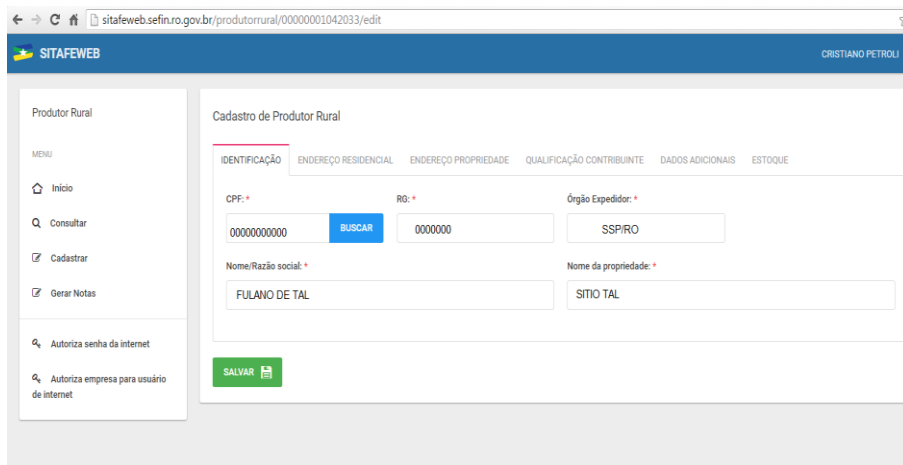 sitafeweb.sefin.ro.gov.br/produtorrural/00000001042033/edit
SITAFEWEB
CRISTIANO PETROLI
Produtor Rural
MENU
Início
Consultar
Cadastrar
Gerar Notas
Autoriza senha da internet
Autoriza empresa para usuário
de internet
Cadastro de Produtor Rural
IDENTIFICAÇÃO ENDEREÇO RESIDENCIAL ENDEREÇO PROPRIEDADE QUALIFICAÇÃO CONTRIBUINTE DADOS ADICIONAIS ESTOQUE
CPF: * RG: * Órgão Expedidor: *
00000000000 BUSCAR 0000000 SSP/RO
Nome/Razão social: * Nome da propriedade: *
FULANO DE TAL SITIO TAL
SALVAR